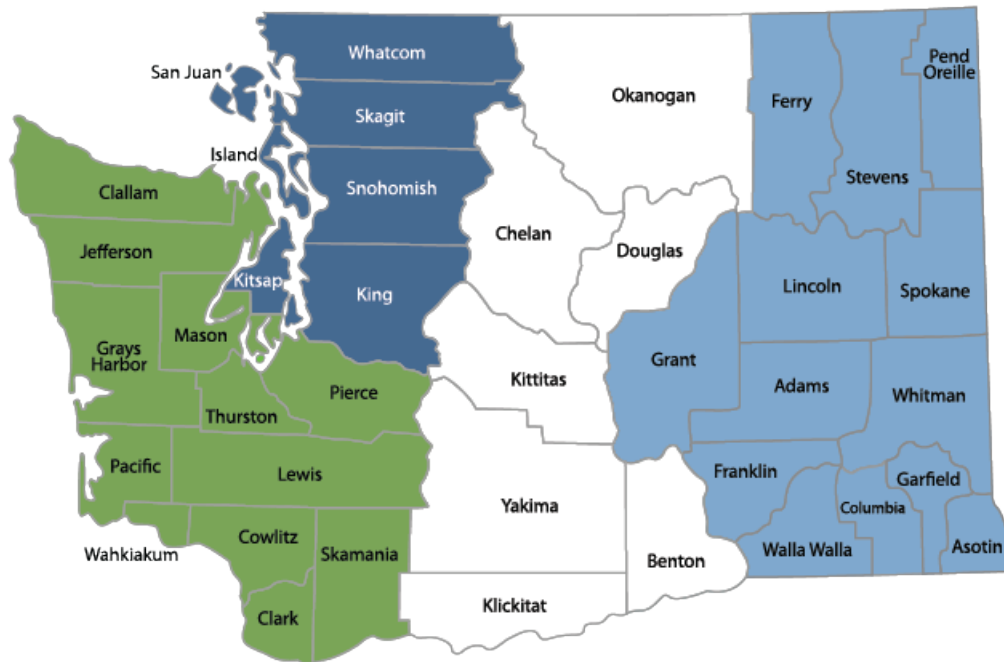 Whatcom
San Juan
Skagit
Island
Snohomish
King
Kitsap
Clallam
Jefferson
Mason
Grays
Harbor
Thurston
Pierce
Pacific
Lewis
Wahkiakum
Cowlitz
Skamania
Clark
Okanogan
Chelan
Douglas
Kittitas
Yakima
Klickitat
Benton
Ferry
Stevens
Pend
Oreille
Lincoln
Spokane
Grant
Adams
Whitman
Franklin
Walla Walla
Columbia
Garfield
Asotin